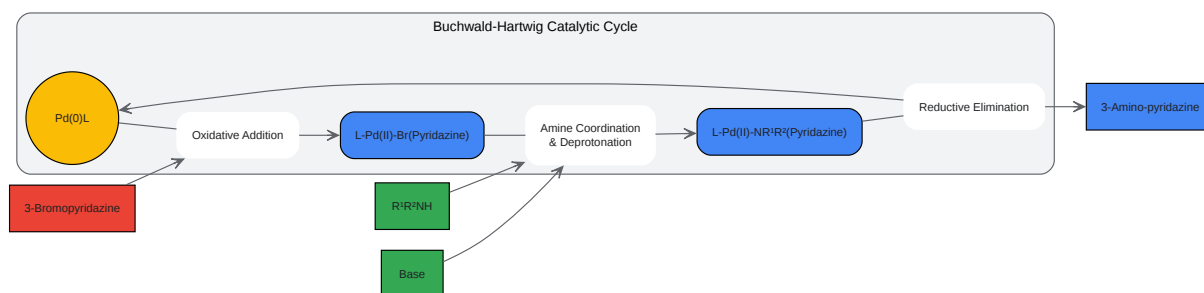 Buchwald-Hartwig Catalytic Cycle
Pd(0)L
Oxidative Addition
L-Pd(II)-Br(Pyridazine)
Amine Coordination
& Deprotonation
L-Pd(II)-NR¹R²(Pyridazine)
Reductive Elimination
3-Amino-pyridazine
3-Bromopyridazine
R¹R²NH
Base